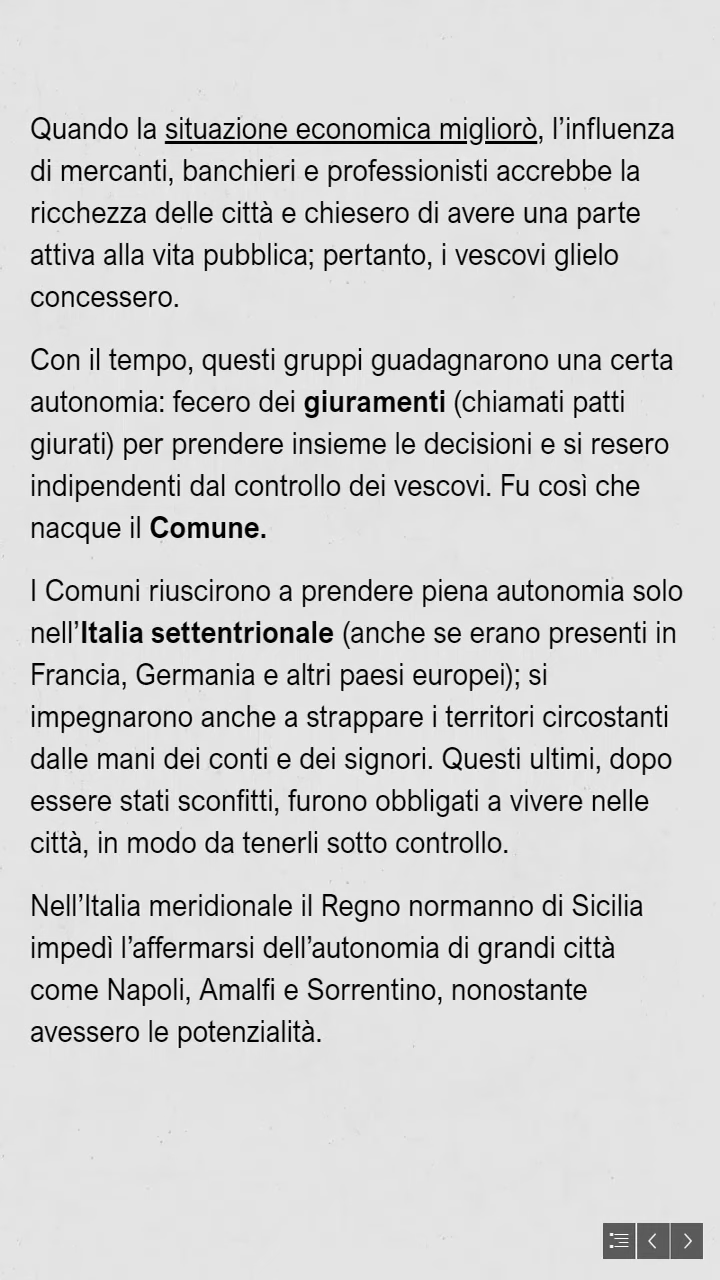 Quando la situazione economica migliorò, l’influenza
di mercanti, banchieri e professionisti accrebbe la
ricchezza delle città e chiesero di avere una parte
attiva alla vita pubblica; pertanto, i vescovi glielo
concessero.
Con il tempo, questi gruppi guadagnarono una certa
autonomia: fecero dei giuramenti (chiamati patti
giurati) per prendere insieme le decisioni e si resero
indipendenti dal controllo dei vescovi. Fu così che
nacque il Comune.
I Comuni riuscirono a prendere piena autonomia solo
nell’Italia settentrionale (anche se erano presenti in
Francia, Germania e altri paesi europei); si
impegnarono anche a strappare i territori circostanti
dalle mani dei conti e dei signori. Questi ultimi, dopo
essere stati sconfitti, furono obbligati a vivere nelle
città, in modo da tenerli sotto controllo.
Nell’Italia meridionale il Regno normanno di Sicilia
impedì l’affermarsi dell’autonomia di grandi città
come Napoli, Amalfi e Sorrentino, nonostante
avessero le potenzialità.